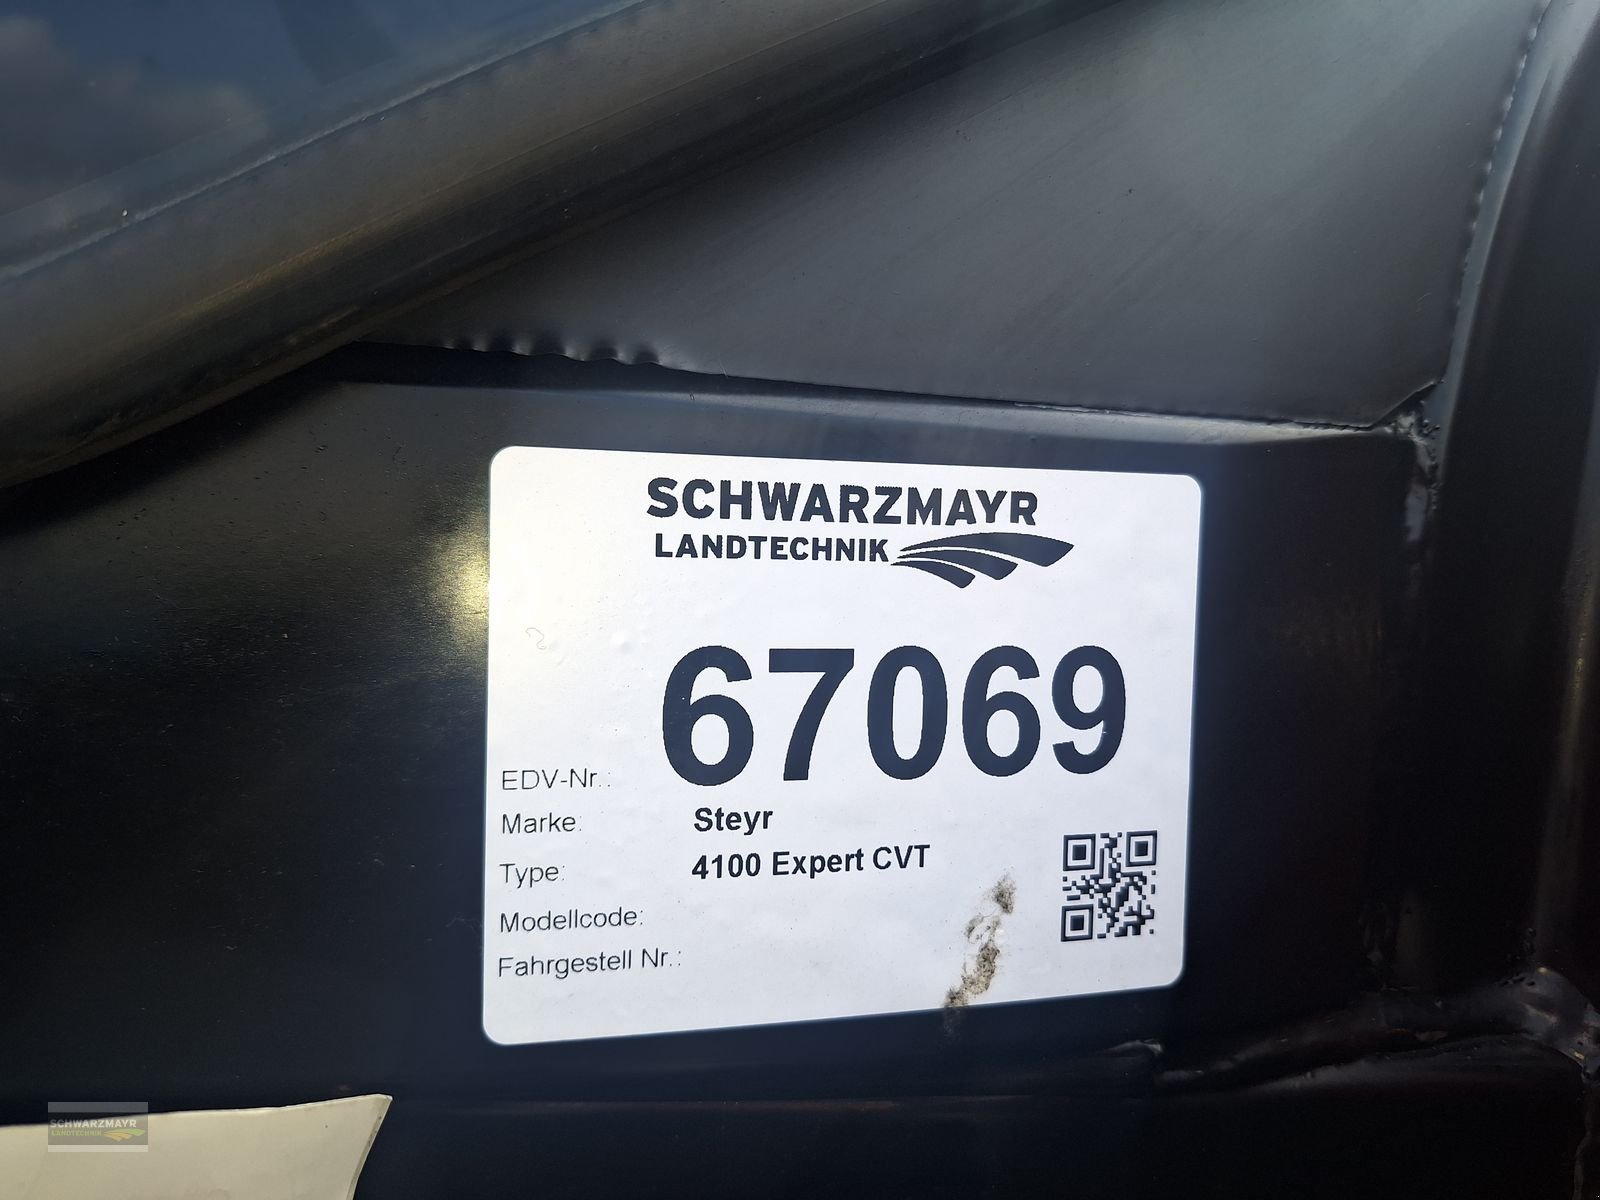 SCHWARZMAYR
LANDTECHNIK
EDV-Nr.: 67069
Marke: Steyr
Type: 4100 Expert CVT
Modellcode:
Fahrgestell Nr.:
SCHWARZMAYR
LANDTECHNIK